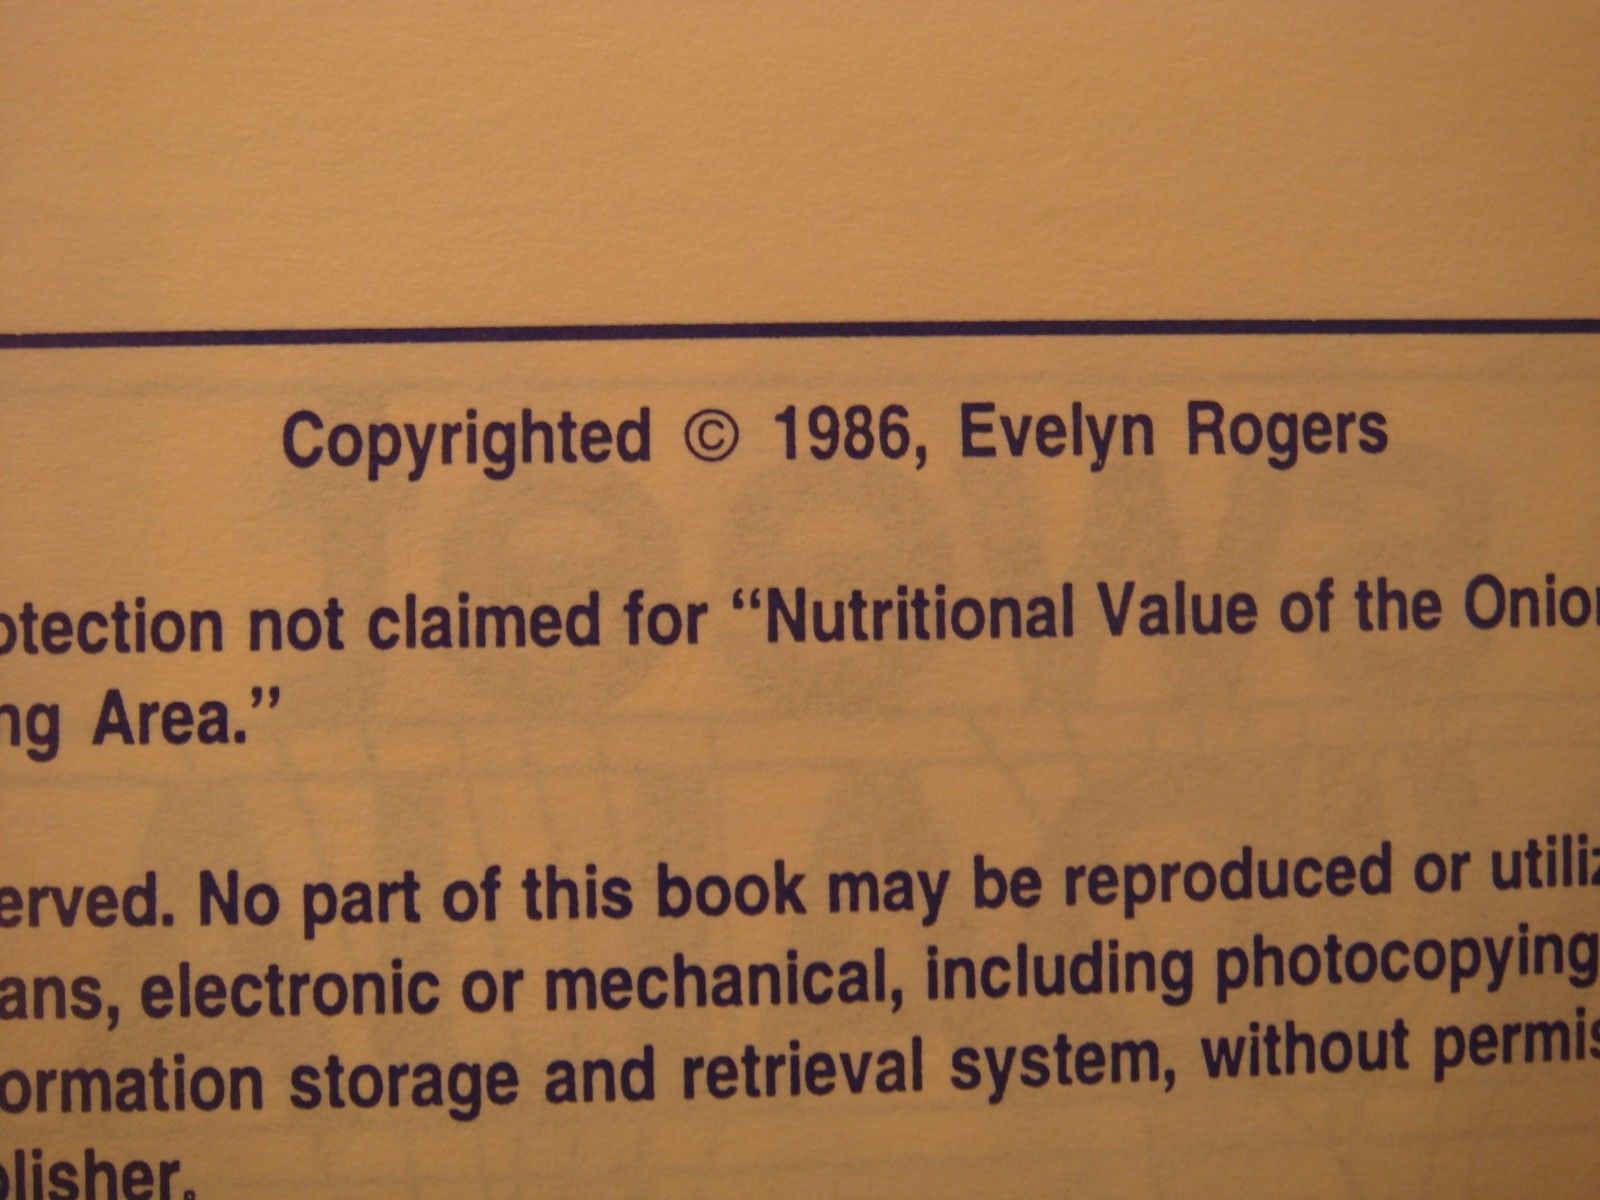 Copyrighted © 1986, Evelyn Rogers
otection not claimed for “Nutritional Value of the Onion
ng Area.”
erved. No part of this book may be reproduced or utiliz
ans, electronic or mechanical, including photocopying
ormation storage and retrieval system, without permis
blisher.